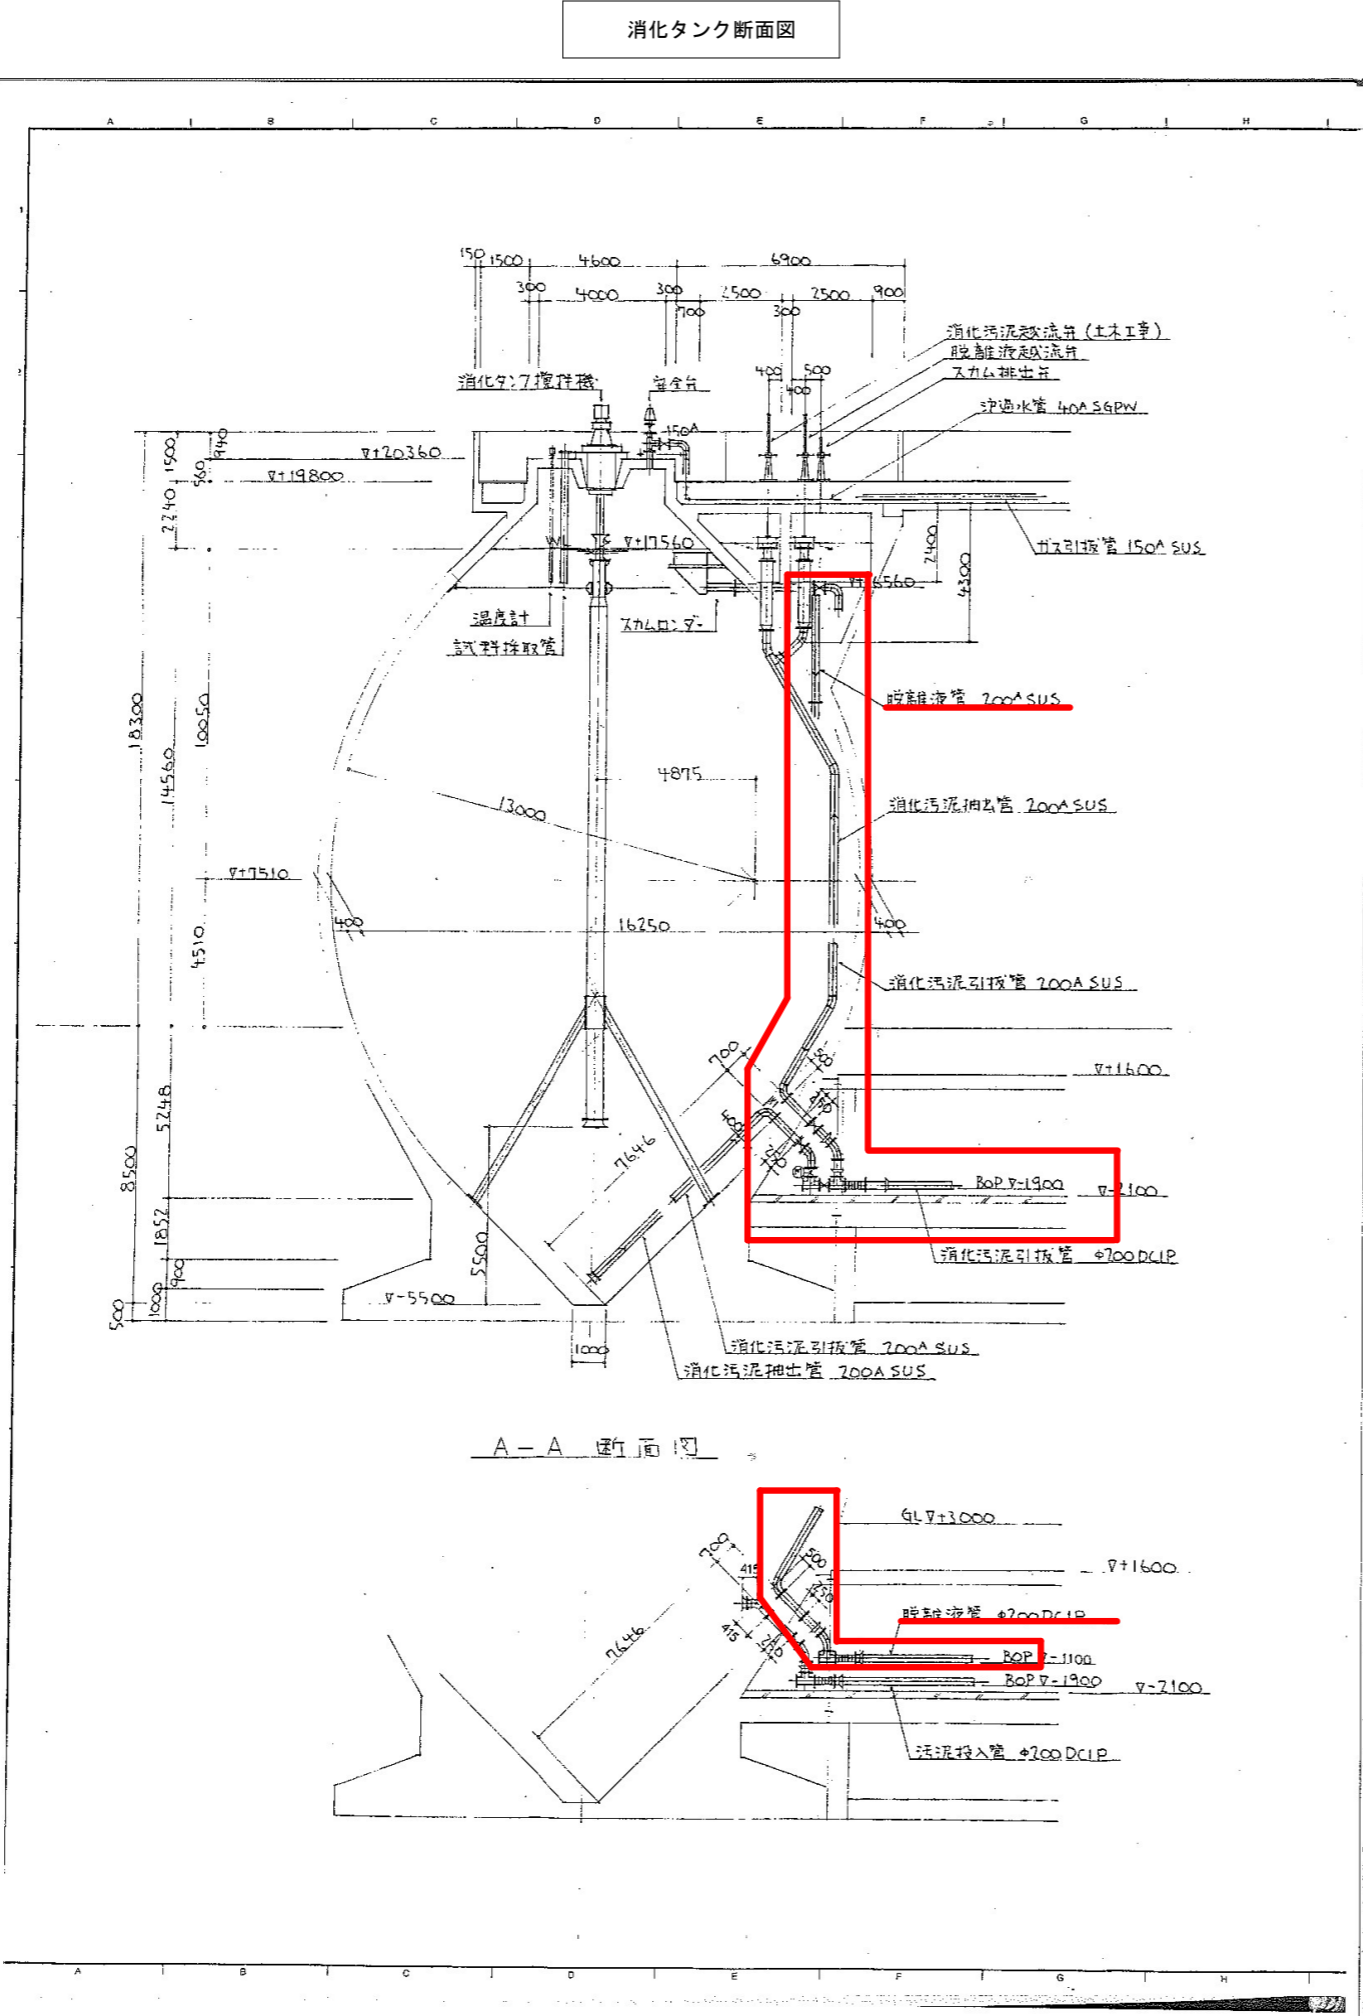 消化タンク断面図
A B C D E F G H
150 1500 4600 6900
300 4000 300 700 2500 300 2500 900
消化汚泥越流弁(土木工事)
脱離液越流弁
スカム排出弁
沪過水管 40A SGPW
400 400 500
消化タンク攪拌機
安全弁
150A
1500 940
560
2240
▽+20360
▽+19800
WL ▽+17560
▽+16560
2400
4300
ガス引抜管 150A SUS
温度計
試料採取管
スカムロンダー
脱離液管 200A SUS
18300
14560
10050
4875
13000
消化汚泥抽出管 200A SUS
▽+7510
400
16250
400
4510
消化汚泥引抜管 200A SUS
700
500
▽+1600
250
5248
7646
8500
BOP ▽-1900
▽-2100
1852
5500
消化汚泥引抜管 φ200 DCIP
900
1000
500
▽-5500
1000
消化汚泥引抜管 200A SUS
消化汚泥抽出管 200A SUS
A-A 断面図
GL▽+3000
700
500
415
▽+1600
250
脱離液管 φ200 DCIP
415
7646
BOP ▽-1100
BOP ▽-1900
▽-2100
汚泥投入管 φ200 DCIP
A B C D E F G H